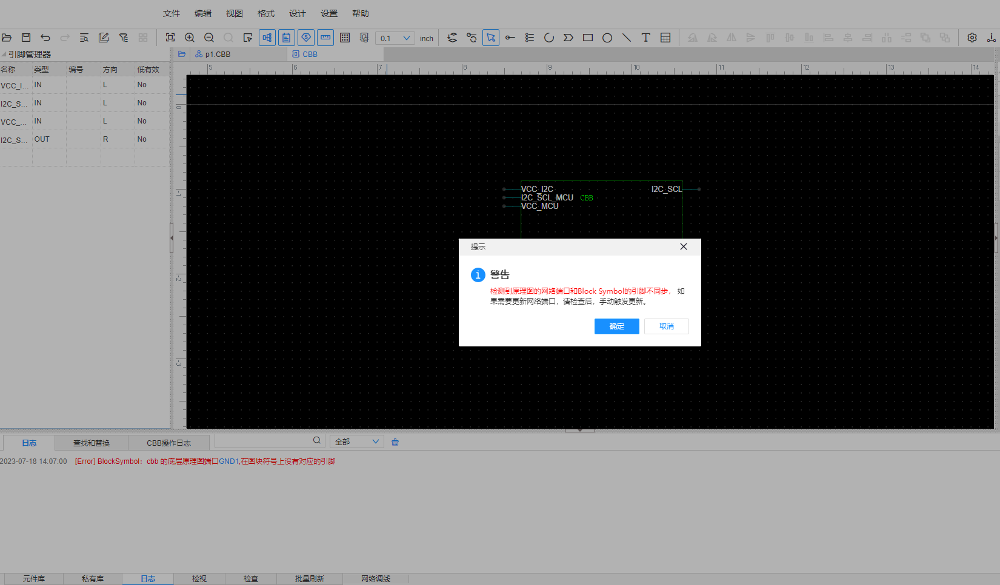 文件 编辑 视图 格式 设计 设置 帮助
0.1 inch
引脚管理器 p1.CBB CBB
名称 类型 编号 方向 低有效
5 6 7 8 9 10 11 12 13 14
VCC_I... IN L No
I2C_S... IN L No
VCC_... IN L No
I2C_S... OUT R No
0
-1
-2
-3
VCC_I2C I2C_SCL
I2C_SCL_MCU CBB
VCC_MCU
提示
警告
检测到原理图的网络端口和Block Symbol的引脚不同步， 如
果需要更新网络端口，请检查后，手动触发更新。
确定 取消
日志 查找和替换 CBB操作日志 全部
2023-07-18 14:07:00 [Error] BlockSymbol：cbb 的底层原理图端口GND1,在图块符号上没有对应的引脚
元件库 私有库 日志 检视 检查 批量刷新 网络调线